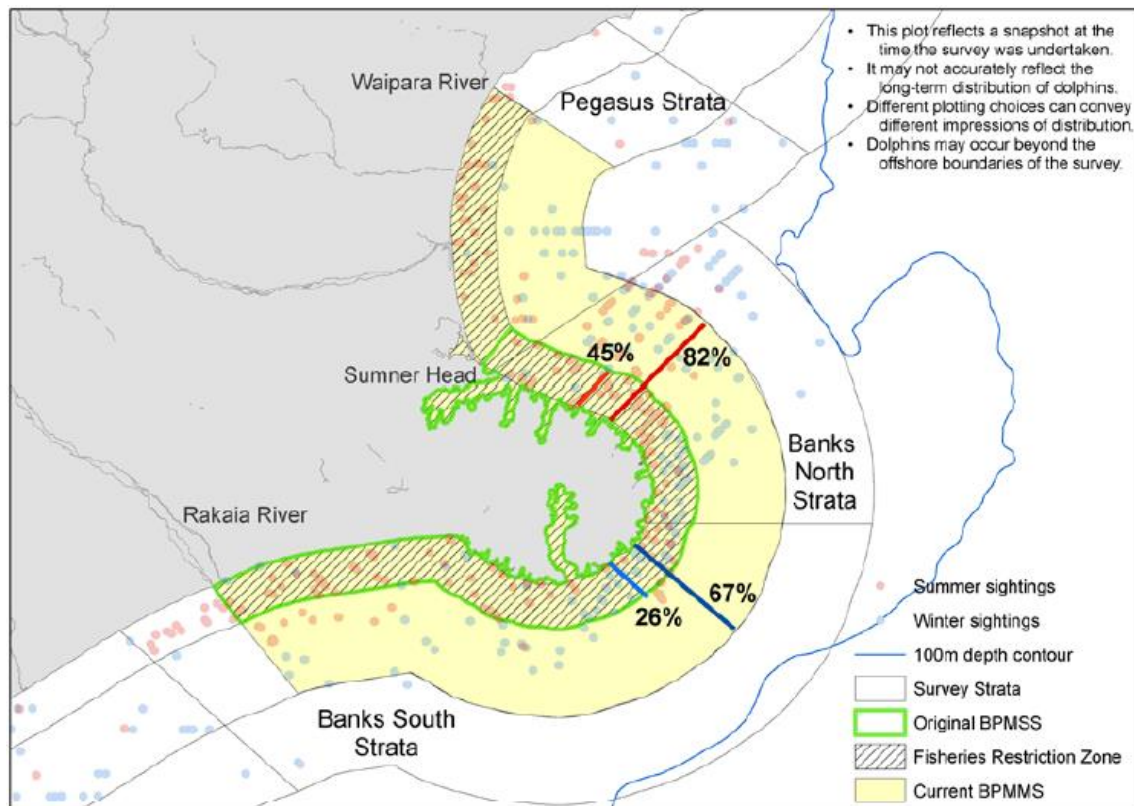 • This plot reflects a snapshot at the
time the survey was undertaken.
• It may not accurately reflect the
long-term distribution of dolphins.
• Different plotting choices can convey
different impressions of distribution.
• Dolphins may occur beyond the
offshore boundaries of the survey.
Waipara River
Pegasus Strata
45%
82%
Sumner Head
Banks
North
Strata
Rakaia River
67%
26%
Banks South
Strata
Summer sightings
Winter sightings
100m depth contour
Survey Strata
Original BPMSS
Fisheries Restriction Zone
Current BPMMS